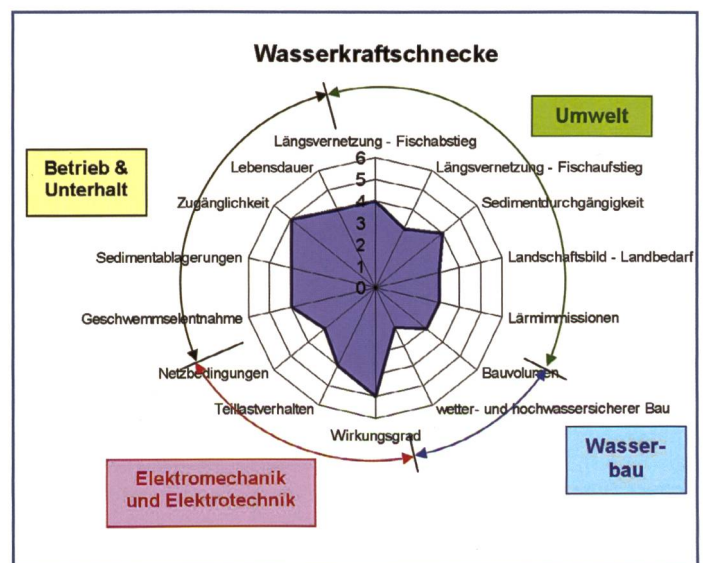 Wasserkraftschnecke
Umwelt
Betrieb &
Unterhalt
Längsvernetzung - Fischabstieg
Lebensdauer
Längsvernetzung - Fischaufstieg
Zugänglichkeit
Sedimentdurchgängigkeit
Sedimentablagerungen
Landschaftsbild - Landbedarf
Geschwemmselentnahme
Lärmimmissionen
Netzbedingungen
Bauvolumen
Teillastverhalten
wetter- und hochwassersicherer Bau
Wirkungsgrad
6
5
4
3
2
1
0
Wasser-
bau
Elektromechanik
und Elektrotechnik